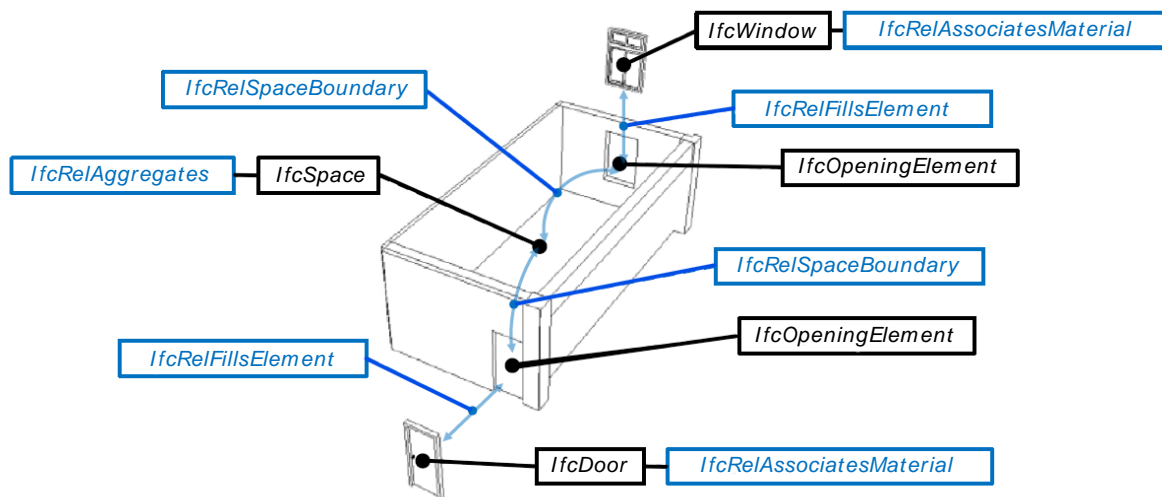 IfcWindow
IfcRelAssociatesMaterial
IfcRelSpaceBoundary
IfcRelFillsElement
IfcRelAggregates
IfcSpace
IfcOpeningElement
IfcRelSpaceBoundary
IfcOpeningElement
IfcRelFillsElement
IfcDoor
IfcRelAssociatesMaterial